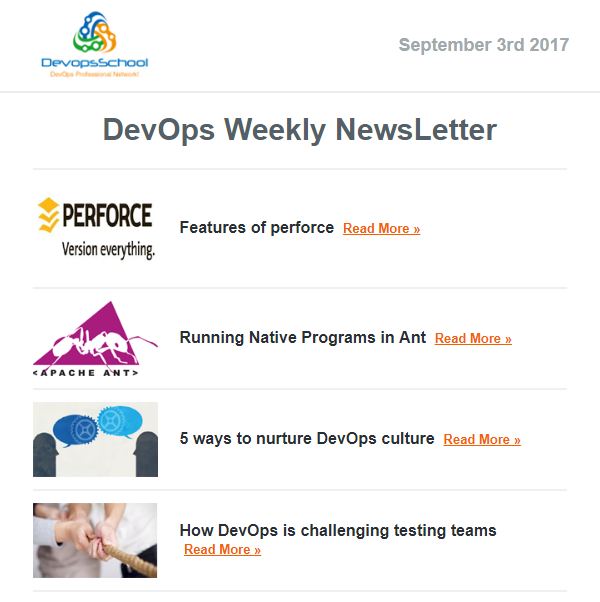 DevopsSchool
DevOps Professional Network!
September 3rd 2017
DevOps Weekly NewsLetter
PERFORCE
Version everything.
Features of perforce Read More »
Running Native Programs in Ant Read More »
<APACHE ANT>
5 ways to nurture DevOps culture Read More »
How DevOps is challenging testing teams
Read More »